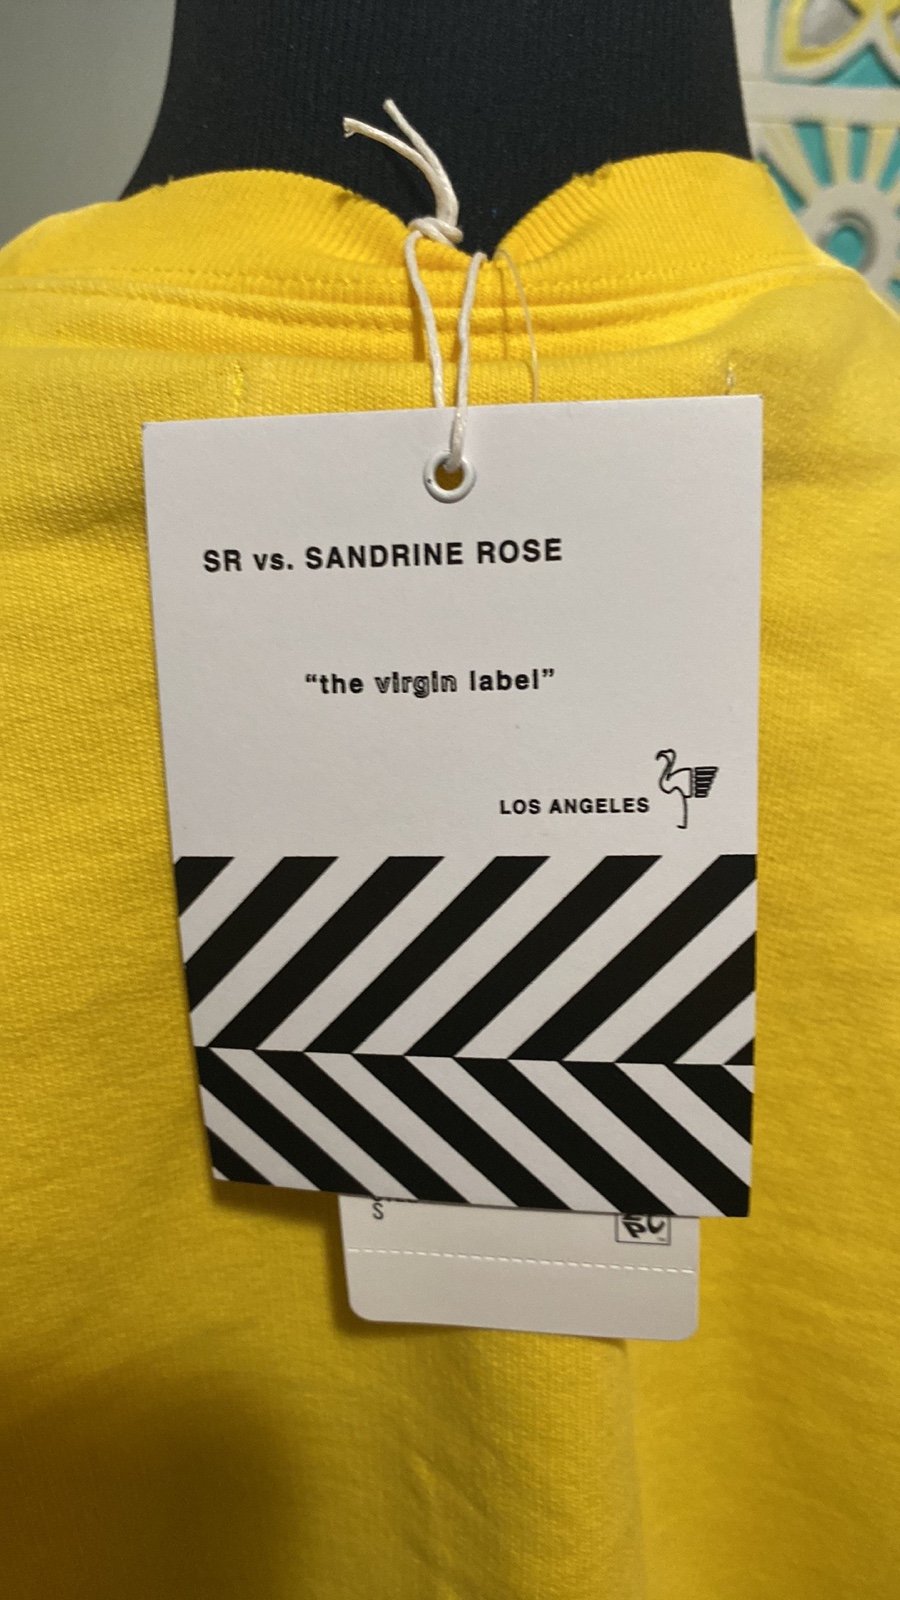 SR vs. SANDRINE ROSE
“the virgin label”
LOS ANGELES
S